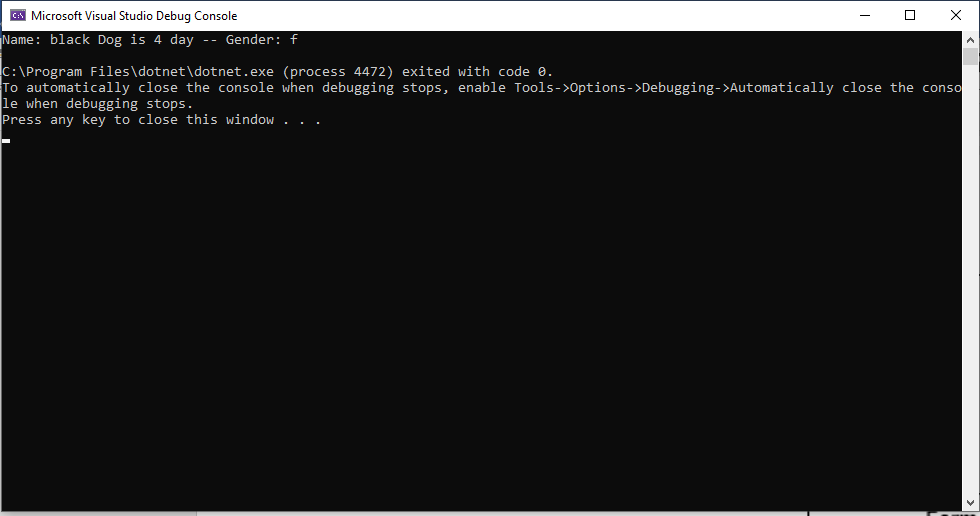 Microsoft Visual Studio Debug Console
Name: black Dog is 4 day -- Gender: f
C:\Program Files\dotnet\dotnet.exe (process 4472) exited with code 0.
To automatically close the console when debugging stops, enable Tools->Options->Debugging->Automatically close the conso
le when debugging stops.
Press any key to close this window . . .